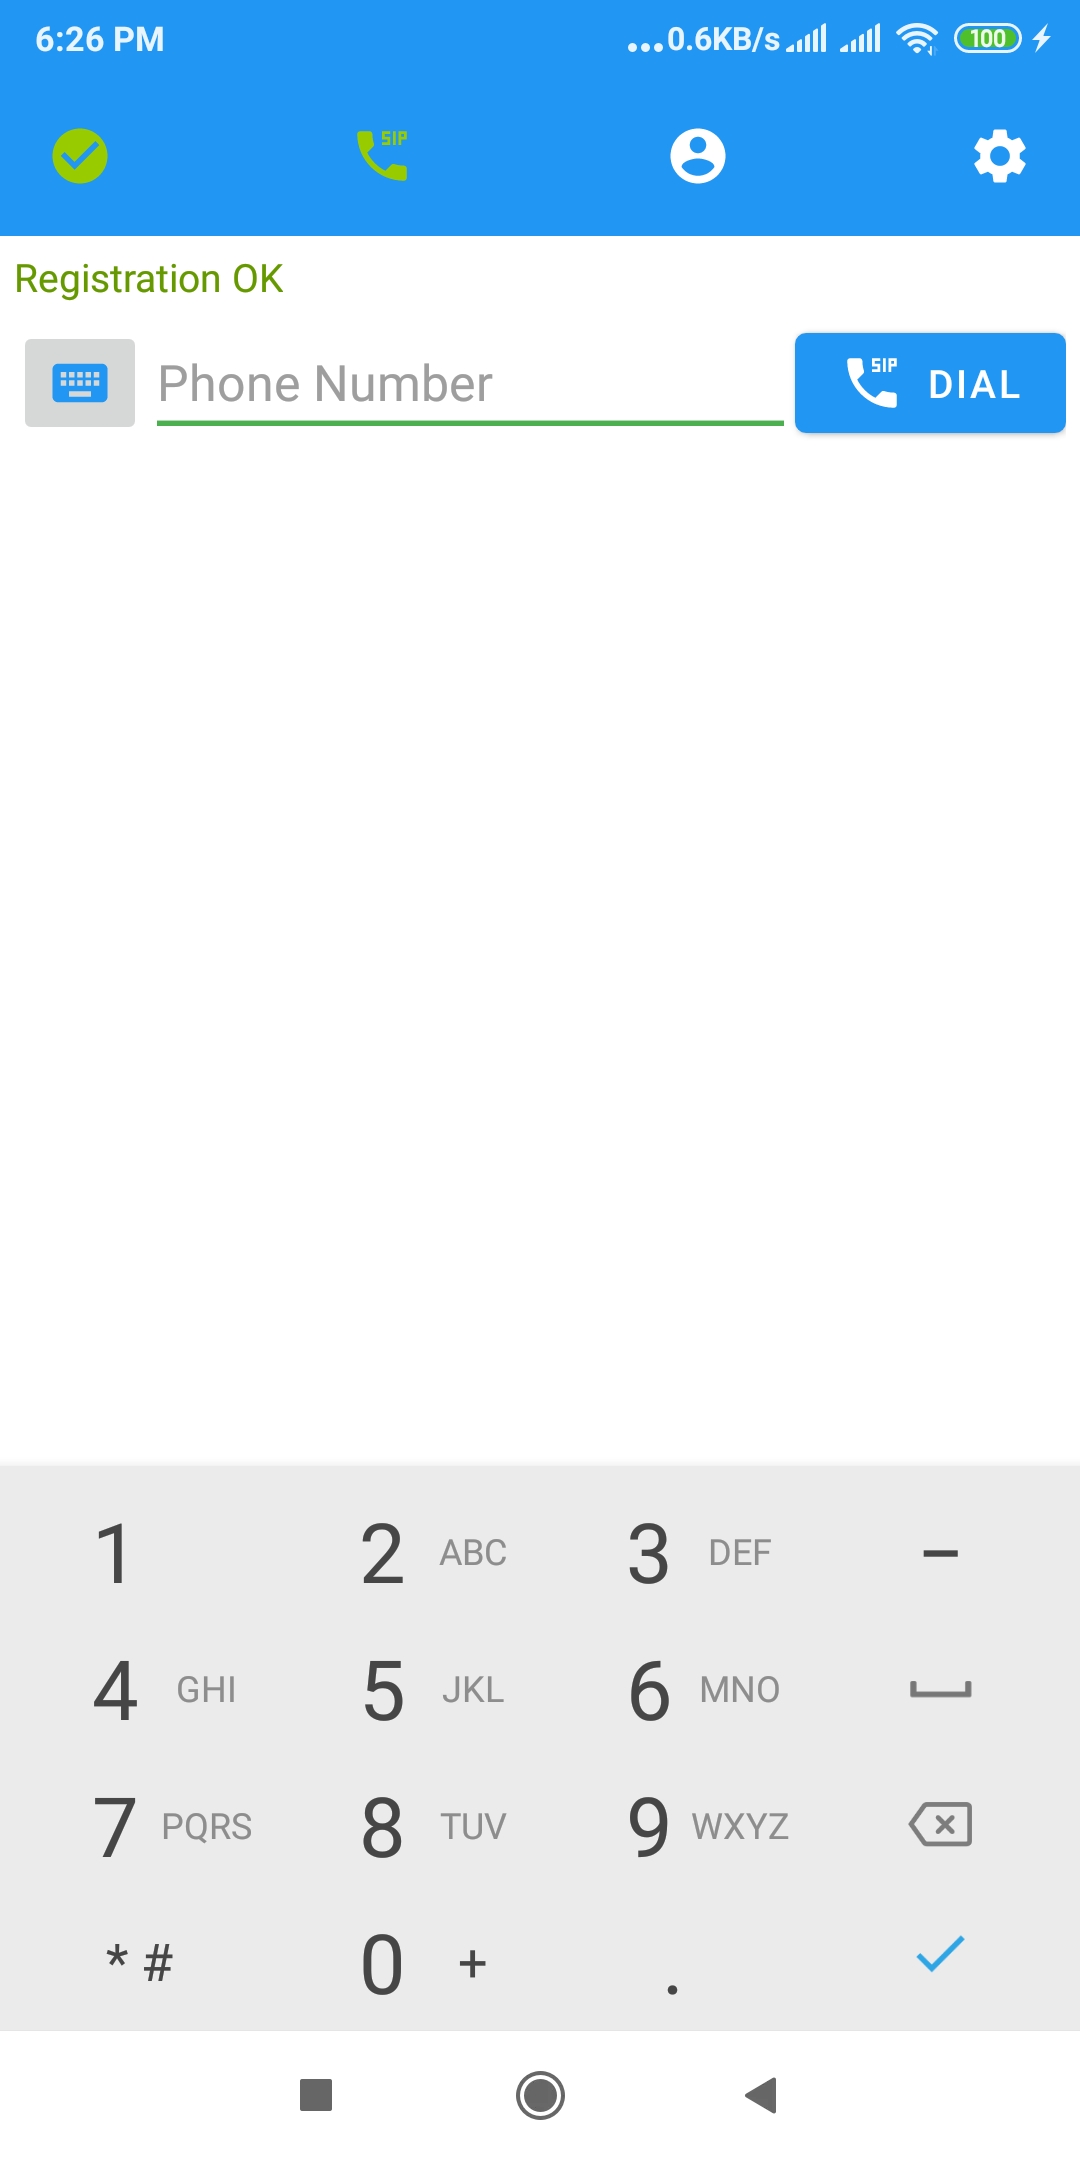 6:26 PM ...0.6KB/s 100
SIP
Registration OK
Phone Number SIP DIAL
1 2 ABC 3 DEF –
4 GHI 5 JKL 6 MNO
7 PQRS 8 TUV 9 WXYZ
* # 0 + .